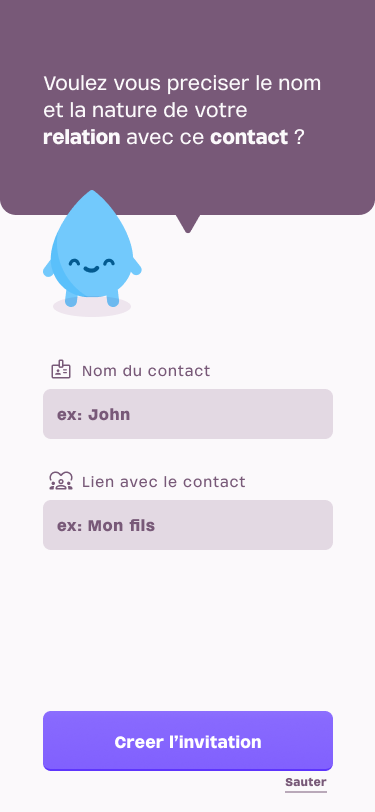 Voulez vous preciser le nom
et la nature de votre
relation avec ce contact ?
Nom du contact
ex: John
Lien avec le contact
ex: Mon fils
Creer l’invitation
Sauter